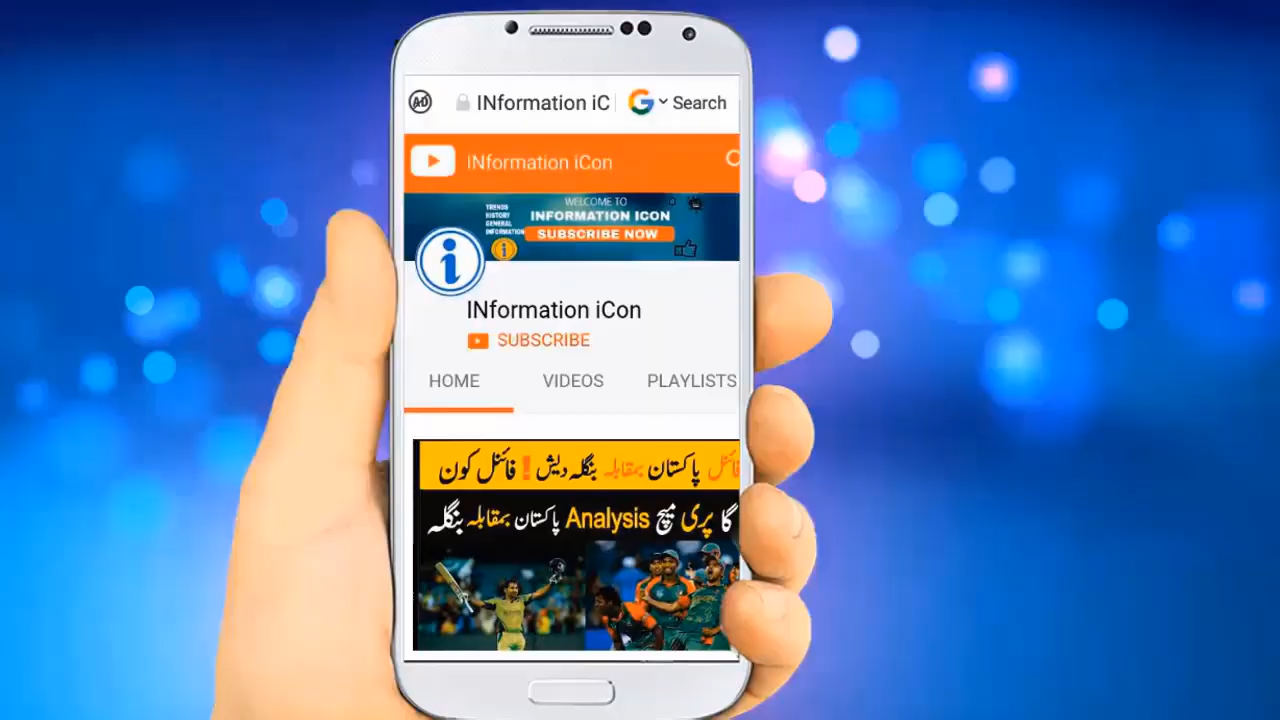 AD INformation iC Search
INformation iCon
WELCOME TO
TRENDS
HISTORY
GENERAL
INFORMATION
INFORMATION ICON
SUBSCRIBE NOW
INformation iCon
SUBSCRIBE
HOME VIDEOS PLAYLISTS
فائنل پاکستان بمقابلہ بنگلہ دیش ! فائنل کون
گا پری میچ Analysis پاکستان بمقابلہ بنگلہ